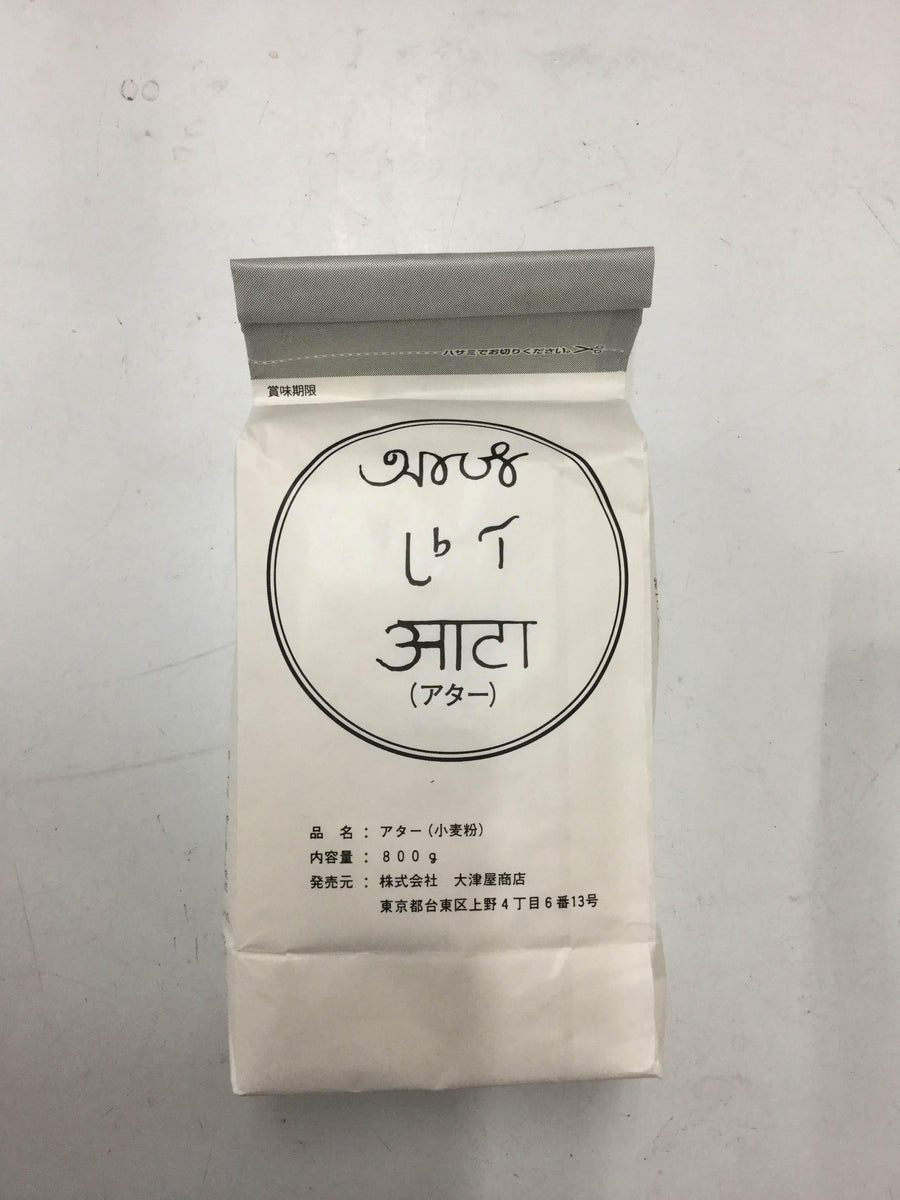 ハサミでお切りください。
賞味期限
आटा
(アター)
品　名 : アター(小麦粉)
内容量 : 800g
発売元 : 株式会社　大津屋商店
東京都台東区上野4丁目6番13号